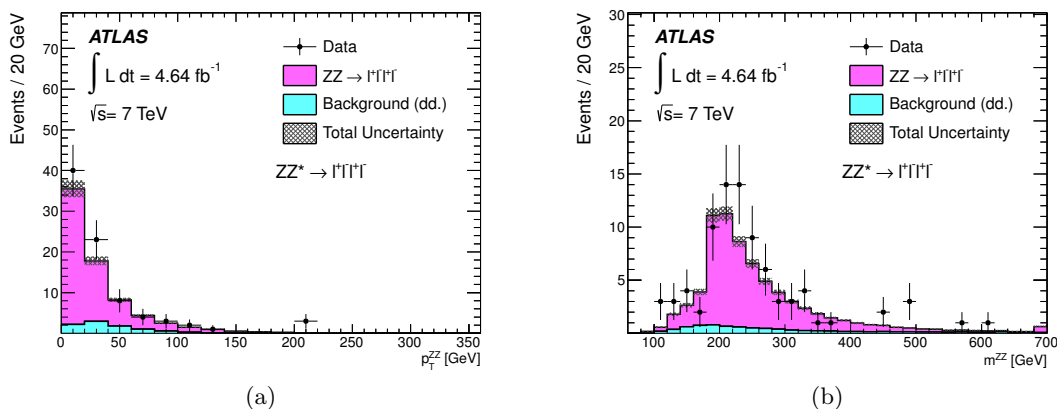 Events / 20 GeV
70
60
50
40
30
20
10
ATLAS
∫ L dt = 4.64 fb⁻¹
√s= 7 TeV
Data
ZZ → l⁺l⁻l⁺l⁻
Background (dd.)
Total Uncertainty
ZZ* → l⁺l⁻l⁺l⁻
0 50 100 150 200 250 300 350
p_T^ZZ [GeV]
(a)
Events / 20 GeV
30
25
20
15
10
5
ATLAS
∫ L dt = 4.64 fb⁻¹
√s= 7 TeV
Data
ZZ → l⁺l⁻l⁺l⁻
Background (dd.)
Total Uncertainty
ZZ* → l⁺l⁻l⁺l⁻
0 100 200 300 400 500 600 700
m^ZZ [GeV]
(b)